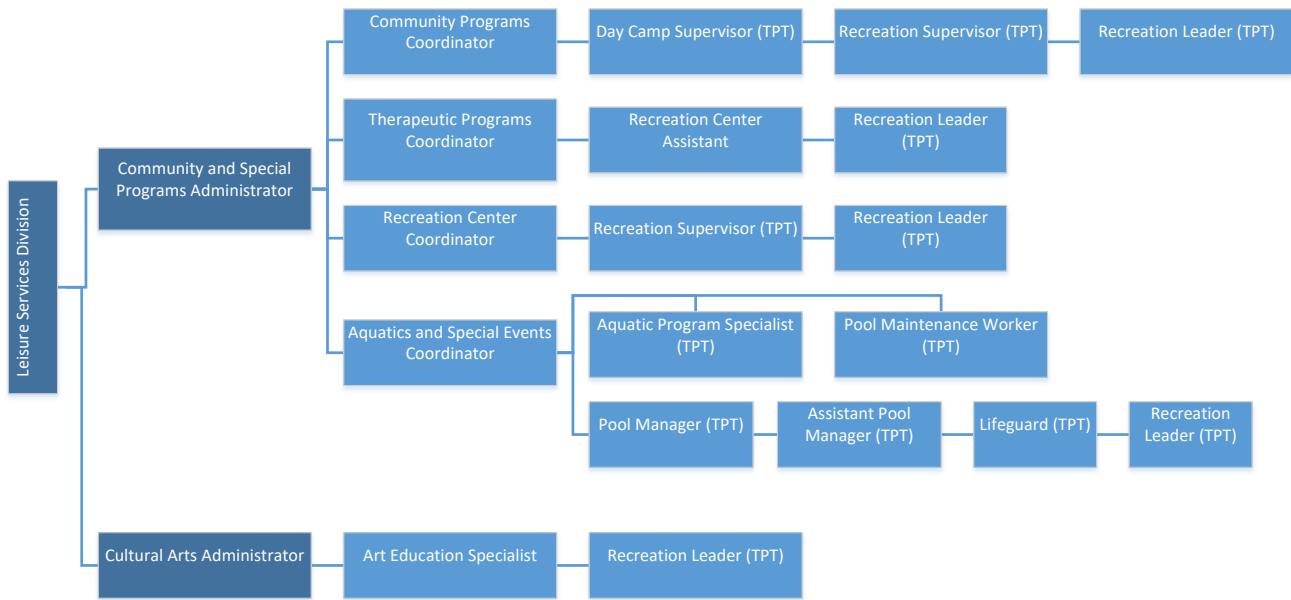 Leisure Services Division
Community and Special
Programs Administrator
Community Programs
Coordinator
Day Camp Supervisor (TPT)
Recreation Supervisor (TPT)
Recreation Leader (TPT)
Therapeutic Programs
Coordinator
Recreation Center
Assistant
Recreation Leader
(TPT)
Recreation Center
Coordinator
Recreation Supervisor (TPT)
Recreation Leader
(TPT)
Aquatics and Special Events
Coordinator
Aquatic Program Specialist
(TPT)
Pool Maintenance Worker
(TPT)
Pool Manager (TPT)
Assistant Pool
Manager (TPT)
Lifeguard (TPT)
Recreation
Leader (TPT)
Cultural Arts Administrator
Art Education Specialist
Recreation Leader (TPT)